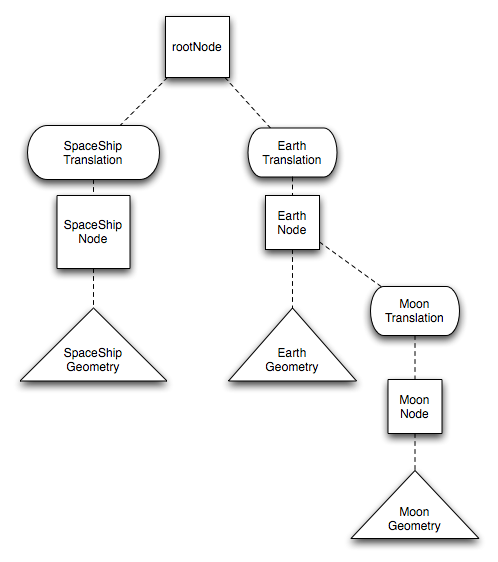 rootNode
SpaceShip
Translation
Earth
Translation
SpaceShip
Node
Earth
Node
Moon
Translation
SpaceShip
Geometry
Earth
Geometry
Moon
Node
Moon
Geometry